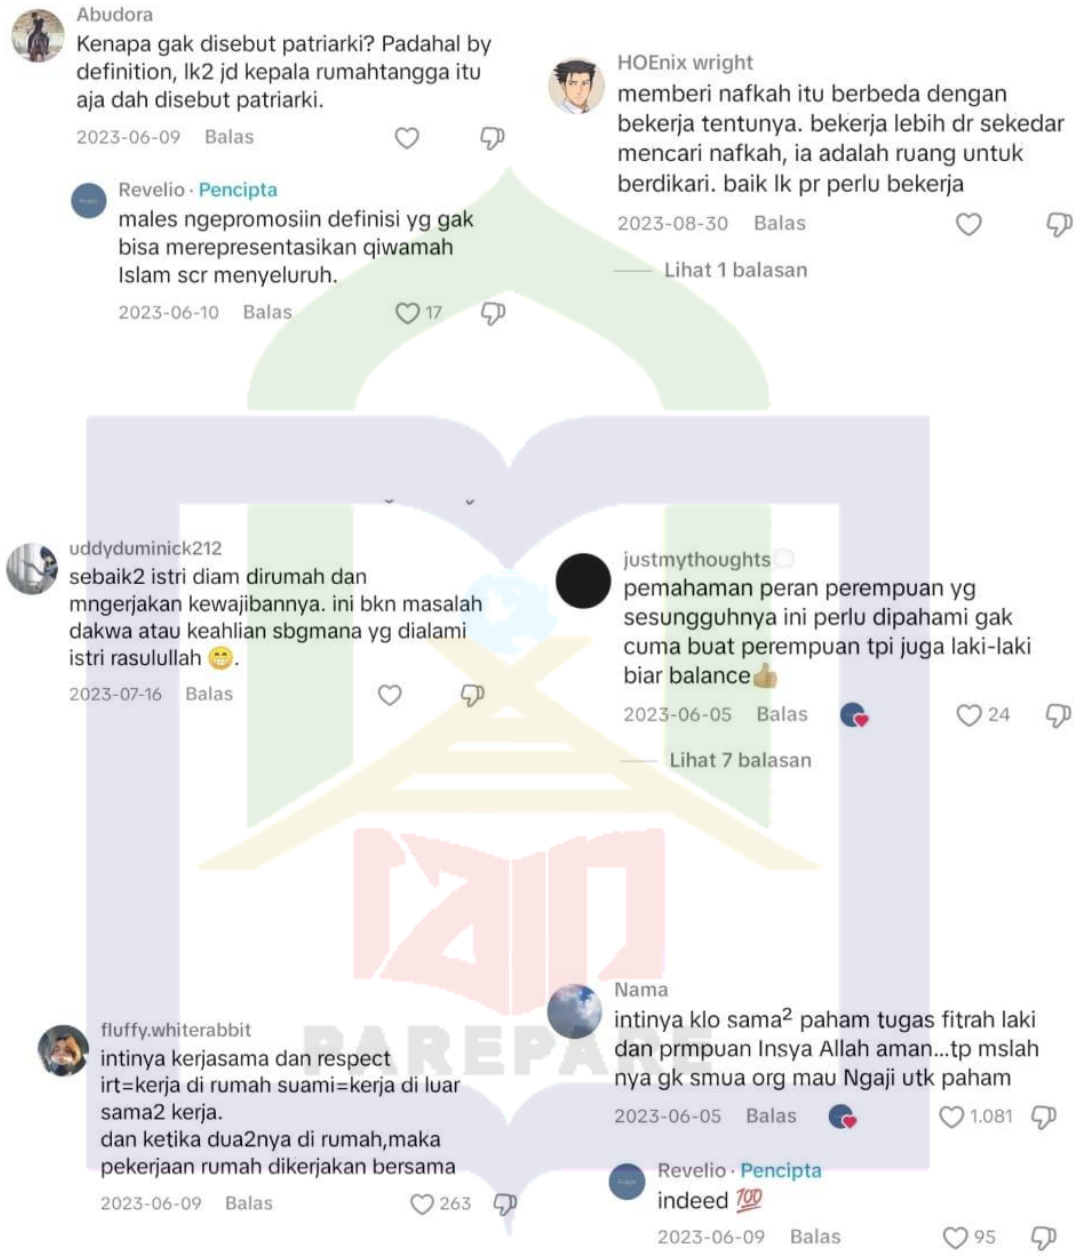 Abudora
Kenapa gak disebut patriarki? Padahal by
definition, lk2 jd kepala rumahtangga itu
aja dah disebut patriarki.
2023-06-09 Balas
Revelio · Pencipta
males ngepromosiin definisi yg gak
bisa merepresentasikan qiwamah
Islam scr menyeluruh.
2023-06-10 Balas 17
HOEnix wright
memberi nafkah itu berbeda dengan
bekerja tentunya. bekerja lebih dr sekedar
mencari nafkah, ia adalah ruang untuk
berdikari. baik lk pr perlu bekerja
2023-08-30 Balas
Lihat 1 balasan
uddyduminick212
sebaik2 istri diam dirumah dan
mngerjakan kewajibannya. ini bkn masalah
dakwa atau keahlian sbgmana yg dialami
istri rasulullah 😁.
2023-07-16 Balas
justmythoughts💭
pemahaman peran perempuan yg
sesungguhnya ini perlu dipahami gak
cuma buat perempuan tpi juga laki-laki
biar balance👍🏼
2023-06-05 Balas 24
Lihat 7 balasan
fluffy.whiterabbit
intinya kerjasama dan respect
irt=kerja di rumah suami=kerja di luar
sama2 kerja.
dan ketika dua2nya di rumah,maka
pekerjaan rumah dikerjakan bersama
2023-06-09 Balas 263
Nama
intinya klo sama² paham tugas fitrah laki
dan prmpuan Insya Allah aman...tp mslah
nya gk smua org mau Ngaji utk paham
2023-06-05 Balas 1.081
Revelio · Pencipta
indeed 💯
2023-06-09 Balas 95
PAREPARE